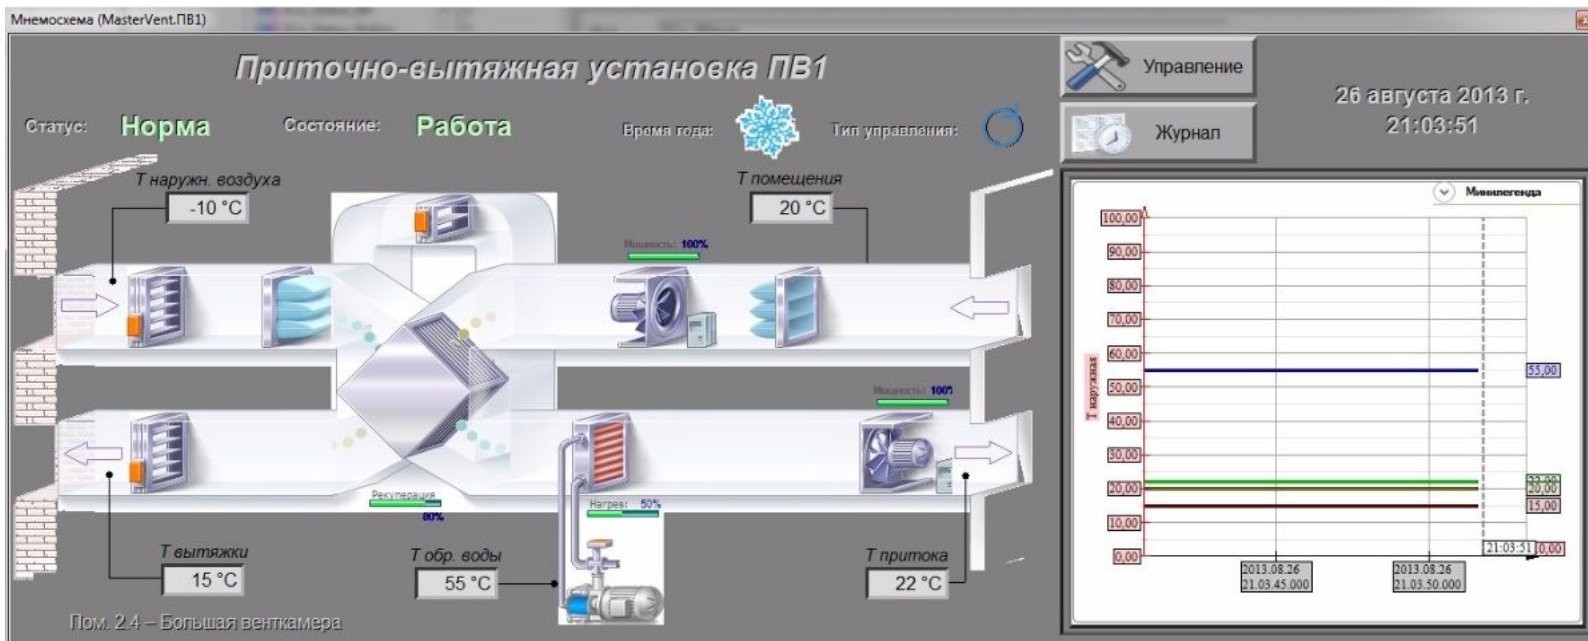 Мнемосхема (MasterVent.ПВ1)
Приточно-вытяжная установка ПВ1
Управление
Журнал
26 августа 2013 г.
21:03:51
Статус: Норма
Состояние: Работа
Время года:
Тип управления:
Т наружн. воздуха
-10 °C
Т помещения
20 °C
Мощность: 100%
Мощность: 100%
Рекуперация
80%
Нагрев: 50%
Т вытяжки
15 °C
Т обр. воды
55 °C
Т притока
22 °C
Пом. 2.4 – Большая венткамера
Минилегенда
Т наружная
100,00
90,00
80,00
70,00
60,00
50,00
40,00
30,00
20,00
10,00
0,00
55,00
20,00
15,00
21:03:51
0,00
2013.08.26
21.03.45.000
2013.08.26
21.03.50.000